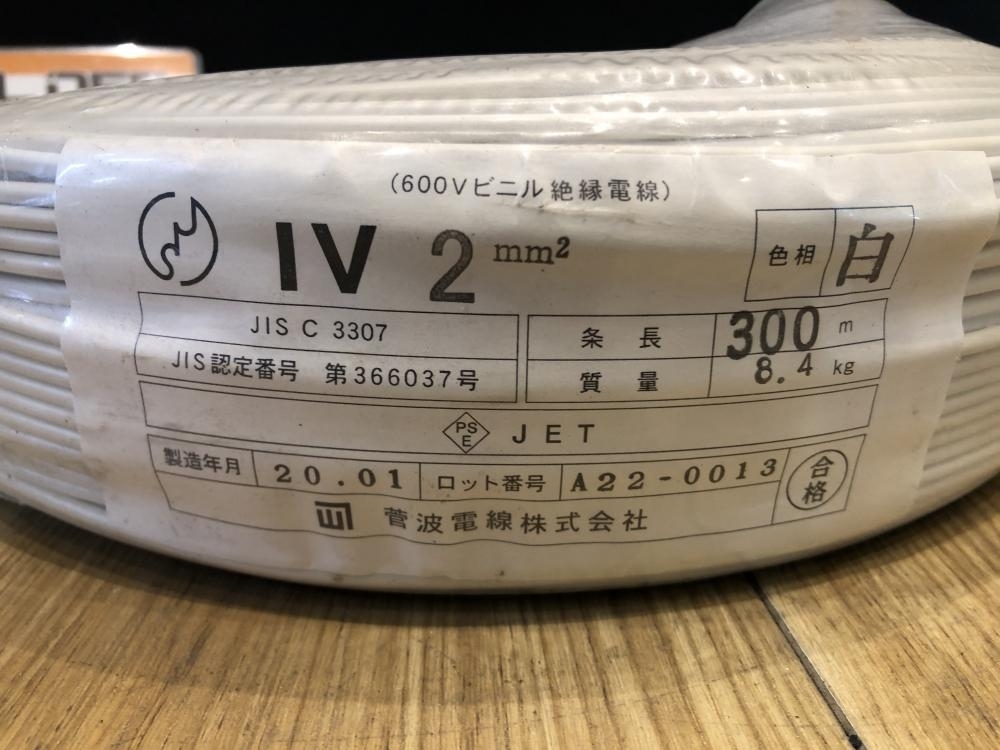 (600Vビニル絶縁電線)
IV 2 mm²
色相 白
JIS C 3307
JIS認定番号 第366037号
条長 300 m
質量 8.4 kg
PS E JET
製造年月 20.01 ロット番号 A22-0013 合格
菅波電線株式会社